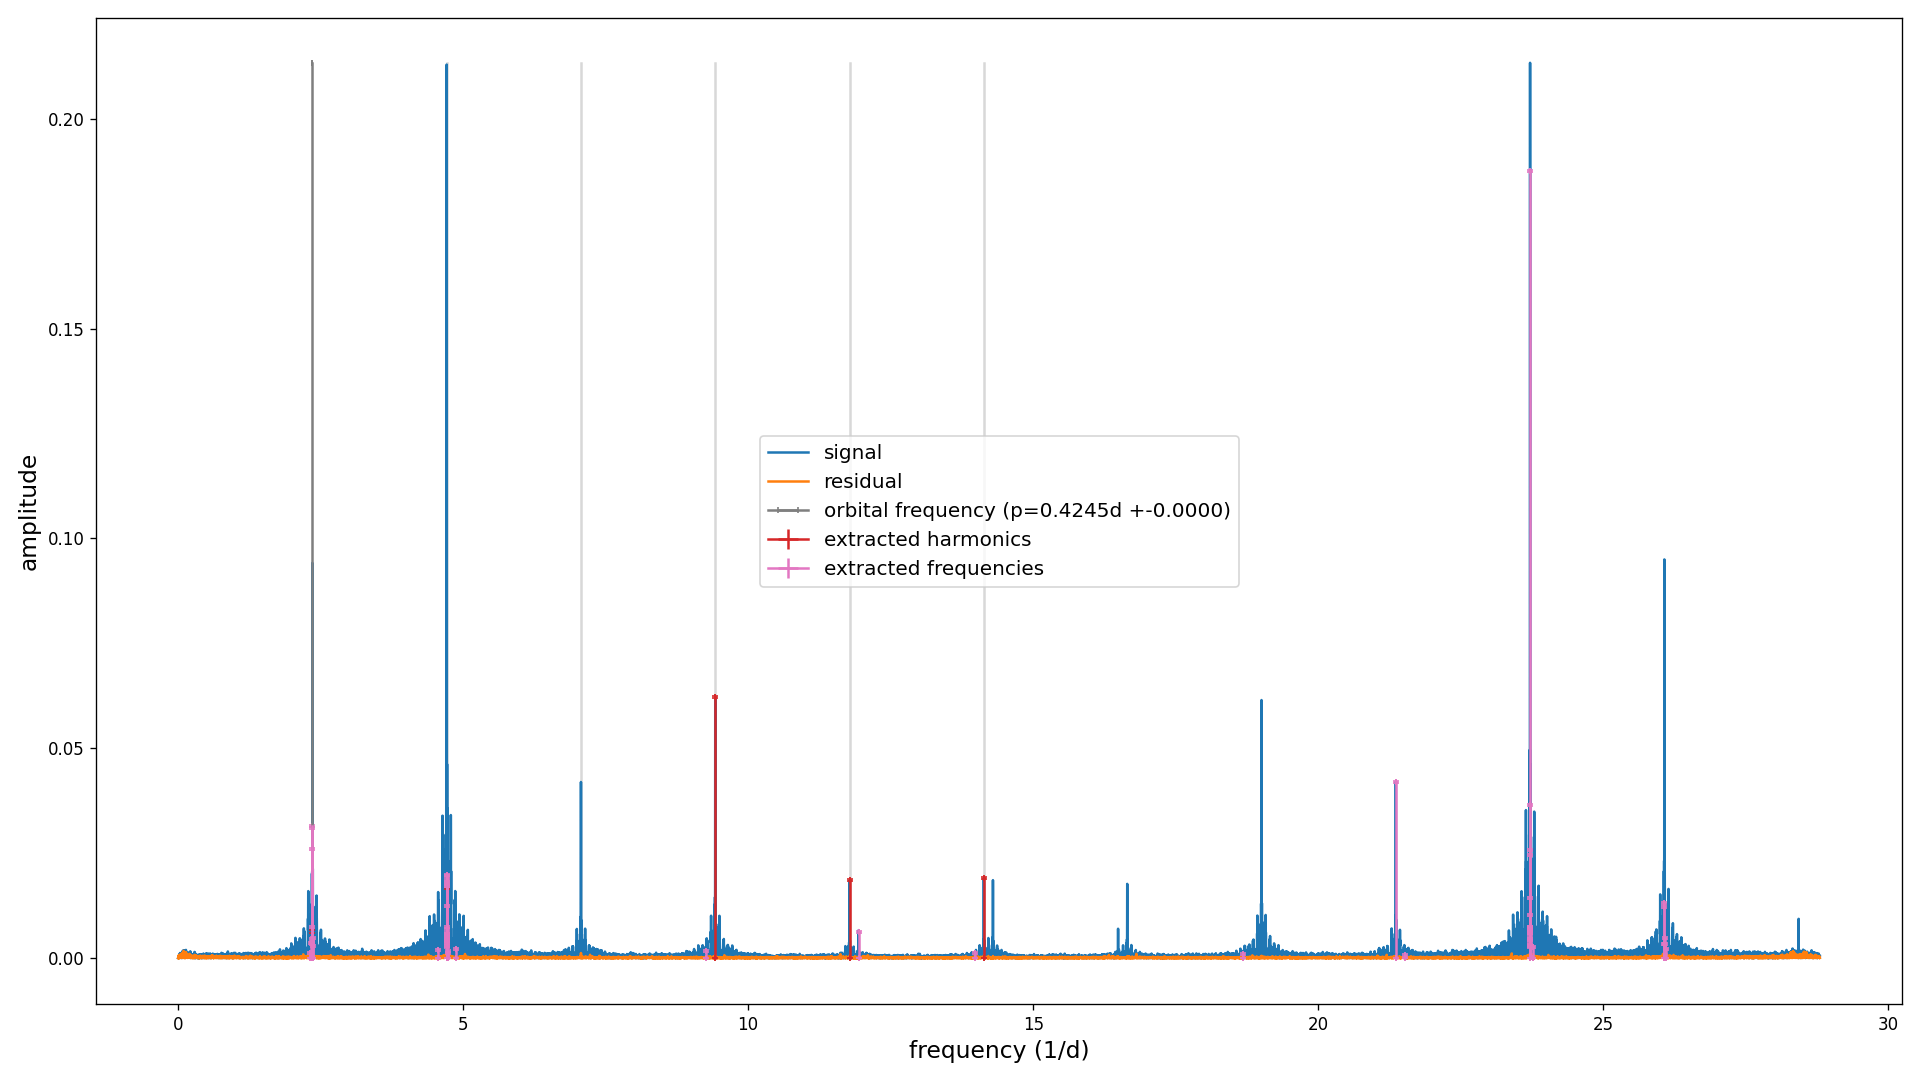 0.20
0.15
0.10
0.05
0.00
amplitude
signal
residual
orbital frequency (p=0.4245d +-0.0000)
extracted harmonics
extracted frequencies
0 5 10 15 20 25 30
frequency (1/d)